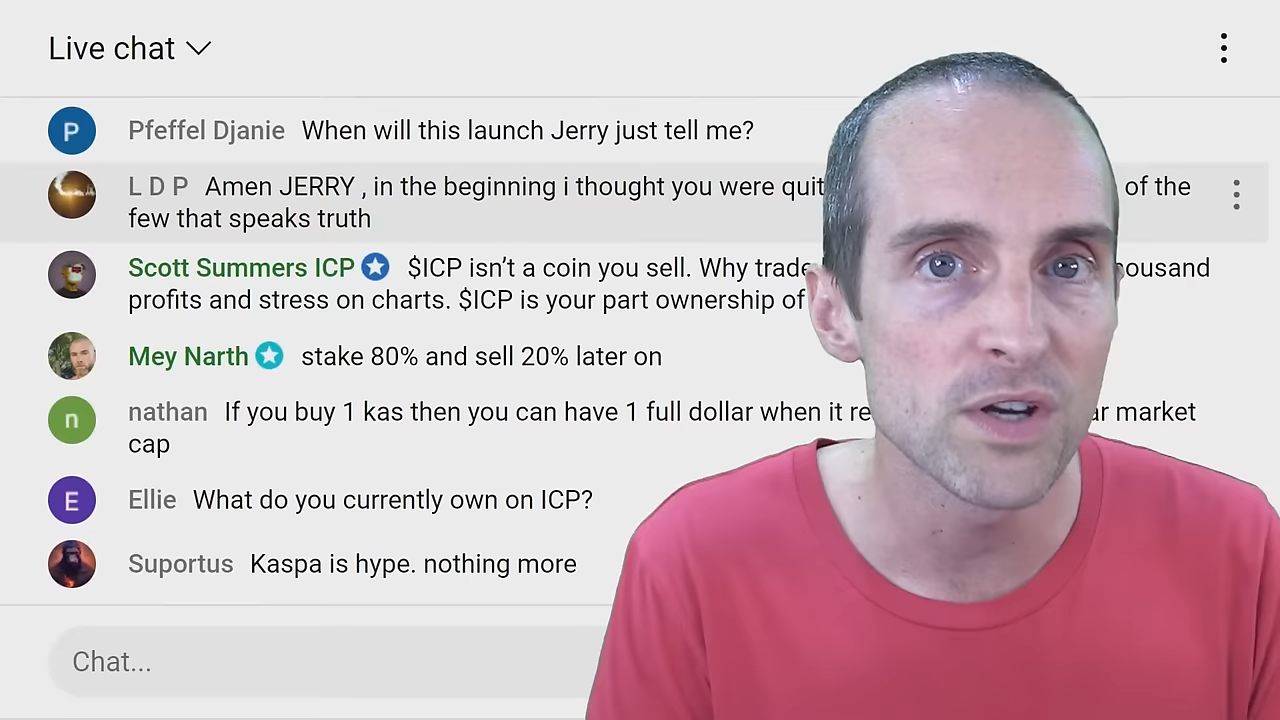 Live chat
P
Pfeffel Djanie When will this launch Jerry just tell me?
L D P Amen JERRY , in the beginning i thought you were of the
few that speaks truth
Scott Summers ICP $ICP isn’t a coin you sell. Why trade
profits and stress on charts. $ICP is your part ownership of
Mey Narth stake 80% and sell 20% later on
n
nathan If you buy 1 kas then you can have 1 full dollar when it market
cap
E
Ellie What do you currently own on ICP?
Suportus Kaspa is hype. nothing more
Chat...